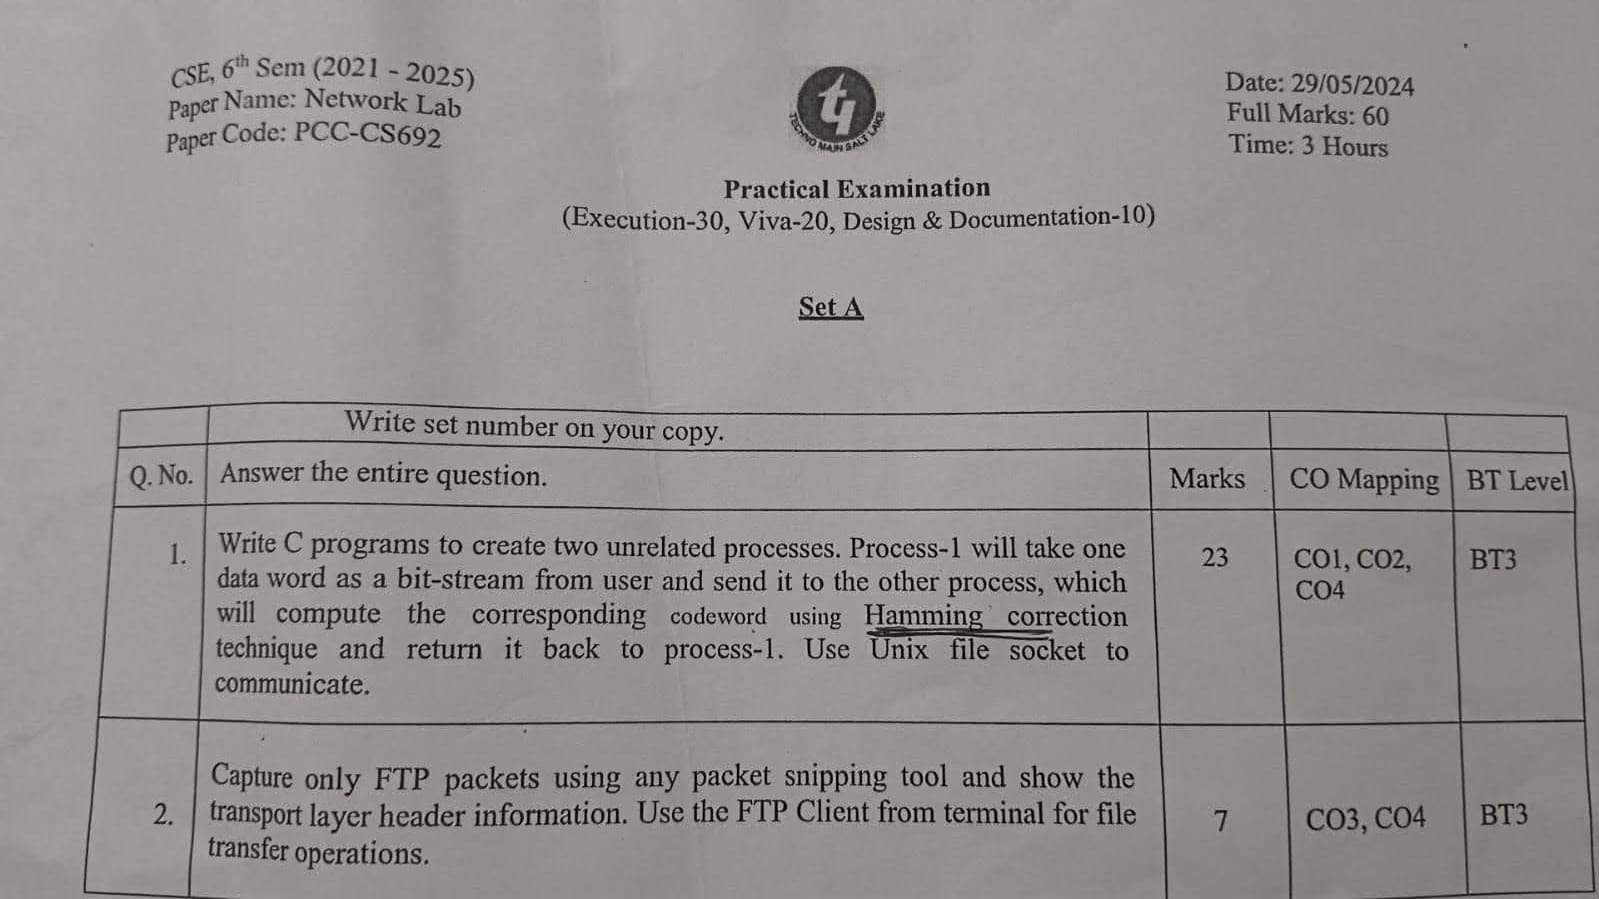 CSE, 6th Sem (2021 - 2025)
Paper Name: Network Lab
Paper Code: PCC-CS692
TECHNO MAIN SALT LAKE
Date: 29/05/2024
Full Marks: 60
Time: 3 Hours
Practical Examination
(Execution-30, Viva-20, Design & Documentation-10)
Set A
Write set number on your copy.
Q. No. Answer the entire question. Marks CO Mapping BT Level
1. Write C programs to create two unrelated processes. Process-1 will take one 23 CO1, CO2, BT3
data word as a bit-stream from user and send it to the other process, which CO4
will compute the corresponding codeword using Hamming correction
technique and return it back to process-1. Use Unix file socket to
communicate.
Capture only FTP packets using any packet snipping tool and show the
2. transport layer header information. Use the FTP Client from terminal for file 7 CO3, CO4 BT3
transfer operations.